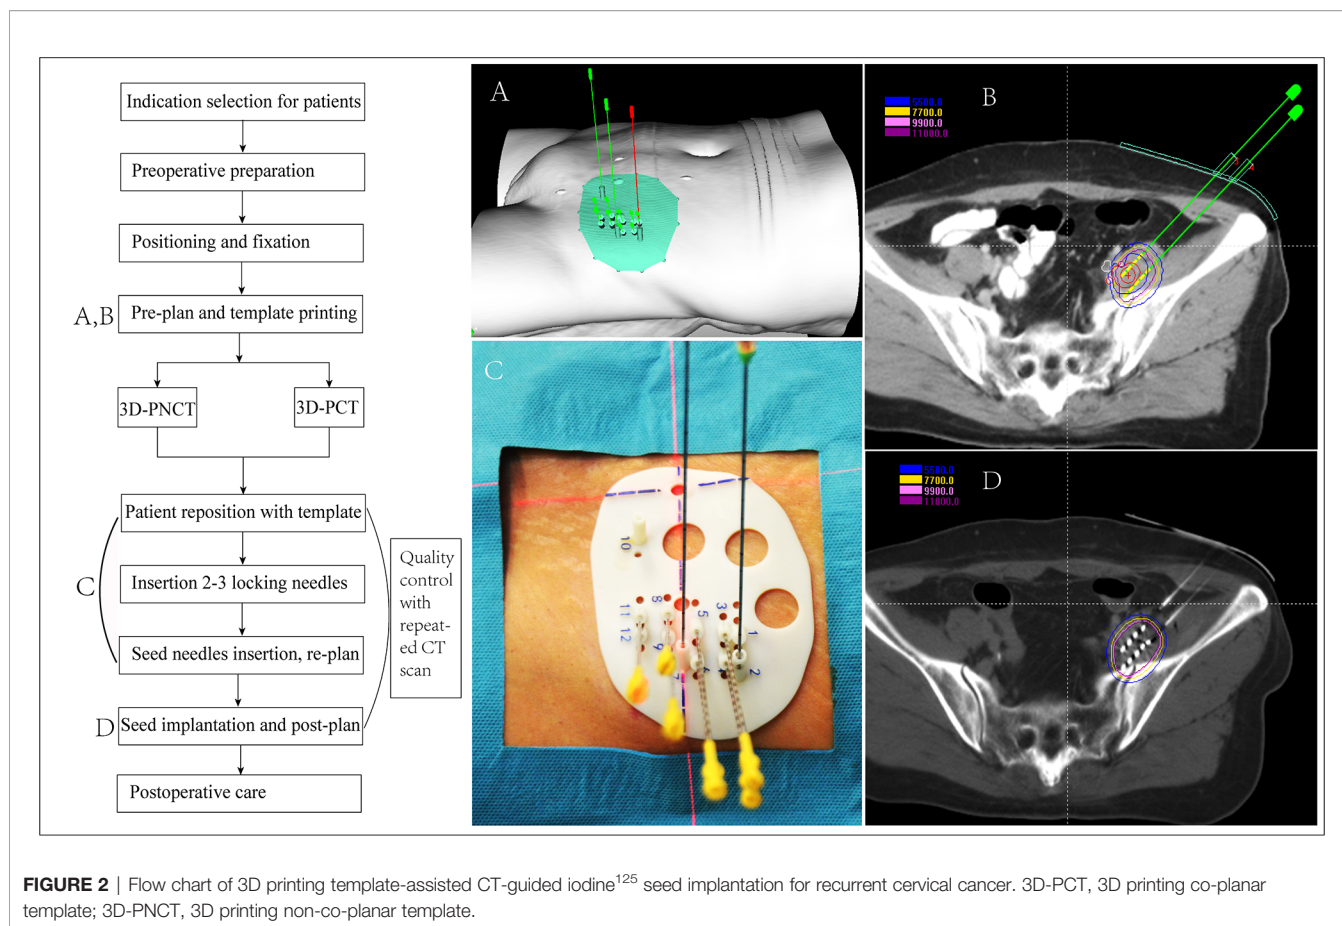 Indication selection for patients
Preoperative preparation
Positioning and fixation
A,B
Pre-plan and template printing
3D-PNCT
3D-PCT
Patient reposition with template
C
Insertion 2-3 locking needles
Seed needles insertion, re-plan
D
Seed implantation and post-plan
Postoperative care
Quality
control
with
repeat-
ed CT
scan
A
B
5500.0
7700.0
9900.0
11000.0
C
10
11
12
8
9
7
5
3
1
2
D
5500.0
7700.0
9900.0
11000.0
FIGURE 2 | Flow chart of 3D printing template-assisted CT-guided iodine125 seed implantation for recurrent cervical cancer. 3D-PCT, 3D printing co-planar
template; 3D-PNCT, 3D printing non-co-planar template.